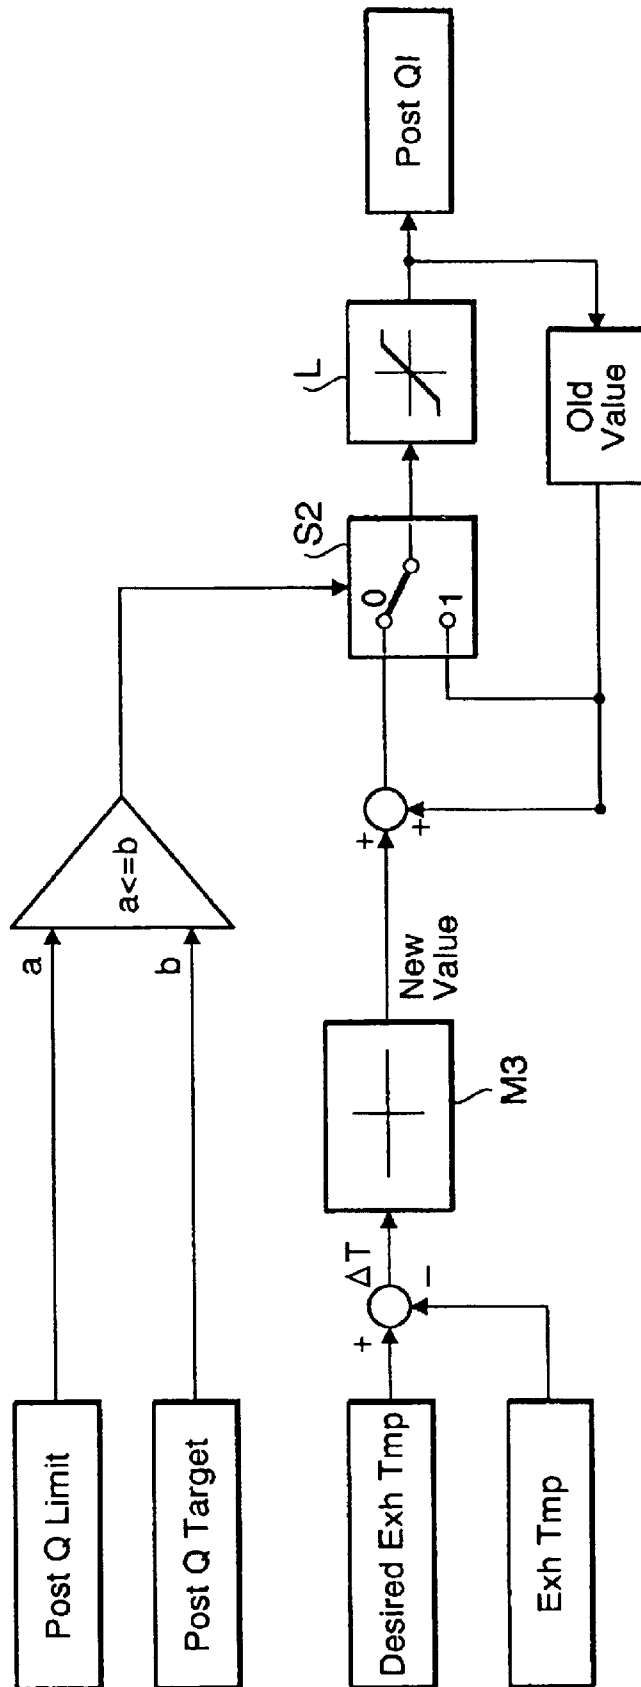 Post Q Limit
a
Post Q Target
b
a<=b
Desired Exh Tmp
+
ΔT
−
Exh Tmp
M3
New
Value
+
+
S2
0
1
L
Post QI
Old
Value